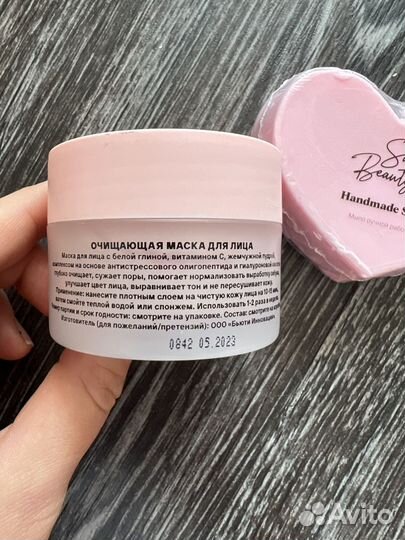 ОЧИЩАЮЩАЯ МАСКА ДЛЯ ЛИЦА
Маска для лица с белой глиной, витамином С, жемчужной пудрой,
комплексом на основе антистрессового олигопептида и гиалуроновой
глубоко очищает, сужает поры, помогает нормализовать выработку себума,
улучшает цвет лица, выравнивает тон и не пересушивает кожу.
Применение: нанесите плотным слоем на чистую кожу лица на 10-15 мин,
затем смойте теплой водой или спонжем. Использовать 1-2 раза в неделю.
Номер партии и срок годности: смотрите на упаковке. Состав: смотрите на
Изготовитель (для пожеланий/претензий): ООО «Бьюти Инновации»
0842 05.2023
Beauty
Handmade S
Мыло ручной рабо
Avito